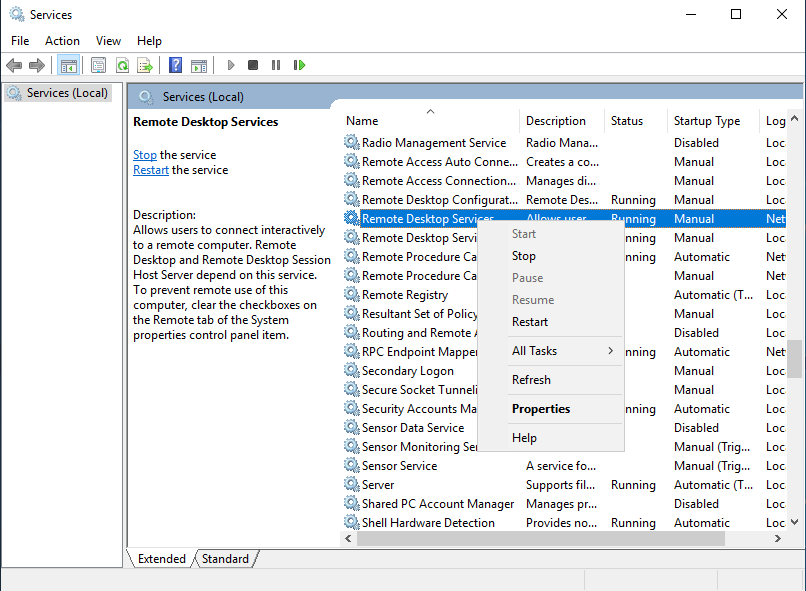 Services
File Action View Help
Services (Local)
Services (Local)
Remote Desktop Services
Stop the service
Restart the service
Description:
Allows users to connect interactively
to a remote computer. Remote
Desktop and Remote Desktop Session
Host Server depend on this service.
To prevent remote use of this
computer, clear the checkboxes on
the Remote tab of the System
properties control panel item.
Name Description Status Startup Type Log
Radio Management Service Radio Mana... Disabled Loc
Remote Access Auto Conne... Creates a co... Manual Loc
Remote Access Connection... Manages di... Manual Loc
Remote Desktop Configurat... Remote Des... Running Manual Loc
Remote Desktop Services Allows user Running Manual Net
Remote Desktop Servi nning Manual Loc
Remote Procedure Ca nning Automatic Net
Remote Procedure Ca Manual Net
Remote Registry Automatic (T... Loc
Resultant Set of Policy Manual Loc
Routing and Remote A Disabled Loc
RPC Endpoint Mapper nning Automatic Net
Secondary Logon Manual Loc
Secure Socket Tunneli Manual Loc
Security Accounts Ma nning Automatic Loc
Sensor Data Service Disabled Loc
Sensor Monitoring Ser Manual (Trig... Loc
Sensor Service A service fo... Manual (Trig... Loc
Server Supports fil... Running Automatic (T... Loc
Shared PC Account Manager Manages pr... Disabled Loc
Shell Hardware Detection Provides no... Running Automatic Loc
Start
Stop
Pause
Resume
Restart
All Tasks
Refresh
Properties
Help
Extended Standard